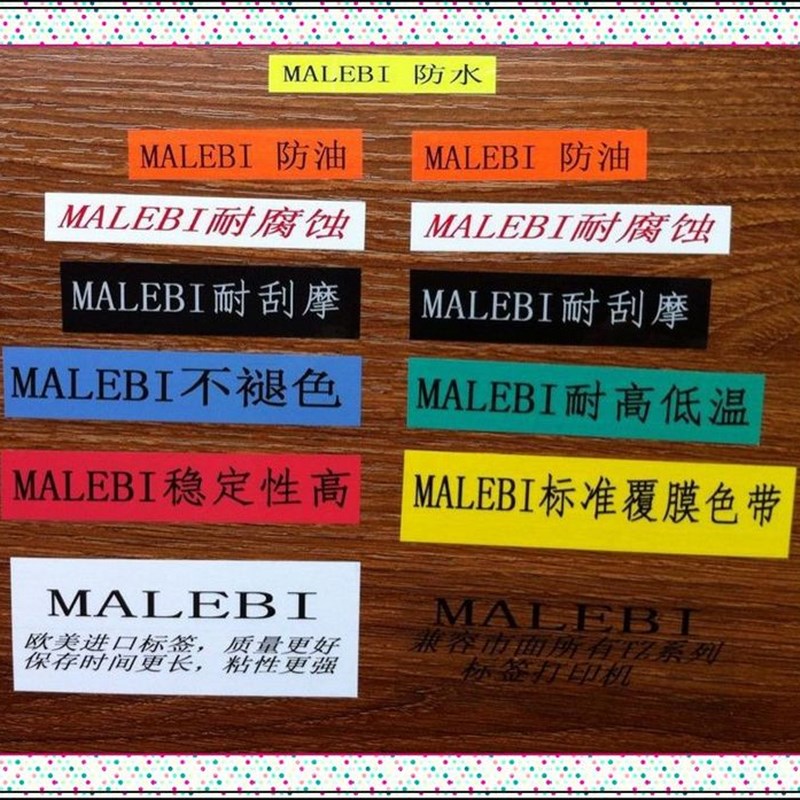 MALEBI 防水
MALEBI 防油
MALEBI 防油
MALEBI耐腐蚀
MALEBI耐腐蚀
MALEBI耐刮摩
MALEBI耐刮摩
MALEBI不褪色
MALEBI耐高低温
MALEBI稳定性高
MALEBI标准覆膜色带
MALEBI
欧美进口标签，质量更好
保存时间更长，粘性更强
MALEBI
兼容市面所有TZ系列
标签打印机